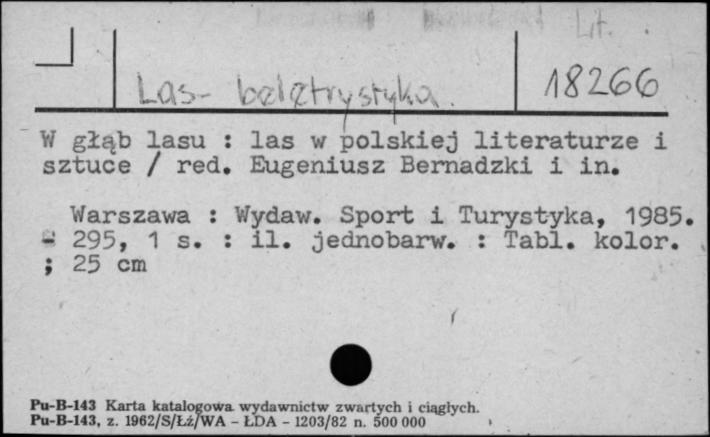 Lit.
Las- beletrystyka.
18266
W głąb lasu : las w polskiej literaturze i
sztuce / red. Eugeniusz Bernadzki i in.
Warszawa : Wydaw. Sport i Turystyka, 1985.
- 295, 1 s. : il. jednobarw. : Tabl. kolor.
; 25 cm
Pu-B-143 Karta katalogowa wydawnictw zwartych i ciągłych.
Pu-B-143, z. 1962/S/Łż/WA - ŁDA - 1203/82 n. 500 000